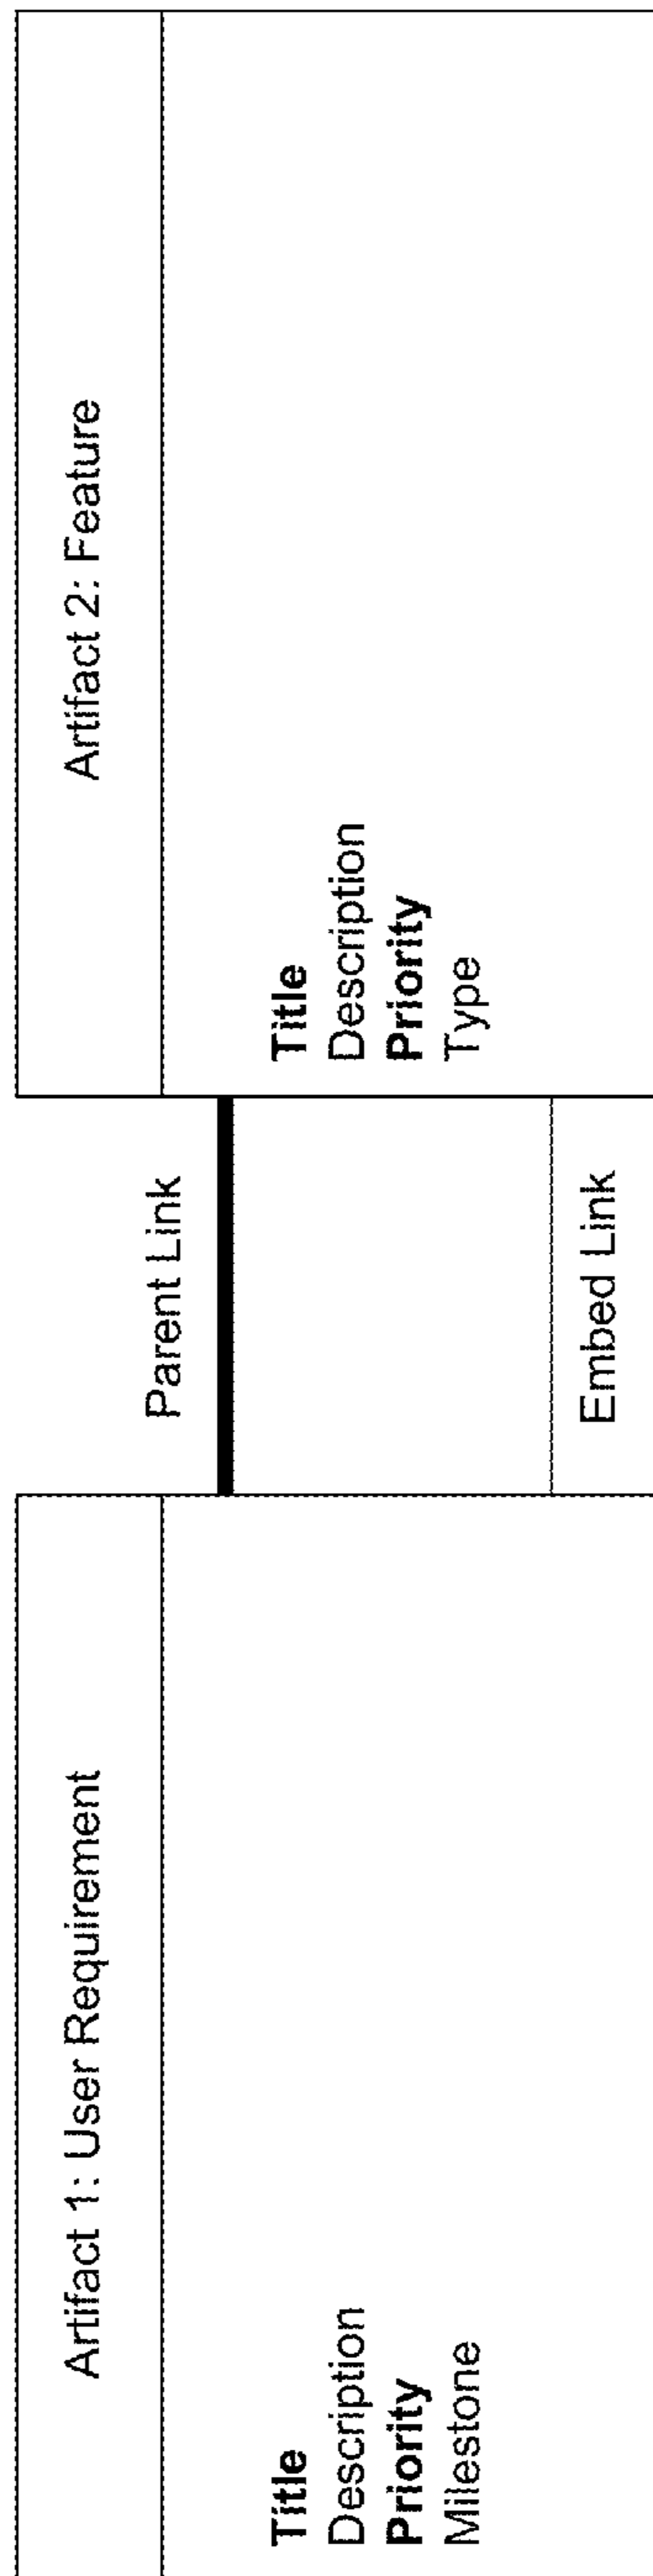 Artifact 1: User Requirement
Title
Description
Priority
Milestone
Parent Link
Embed Link
Artifact 2: Feature
Title
Description
Priority
Type